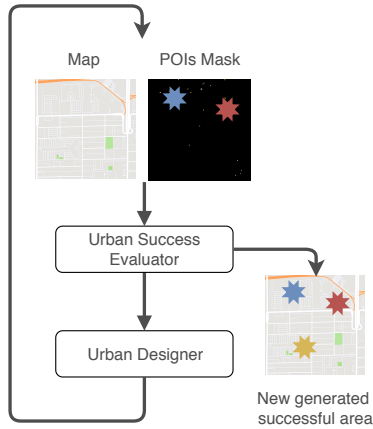 Map
POIs Mask
Urban Success
Evaluator
Urban Designer
New generated
successful area